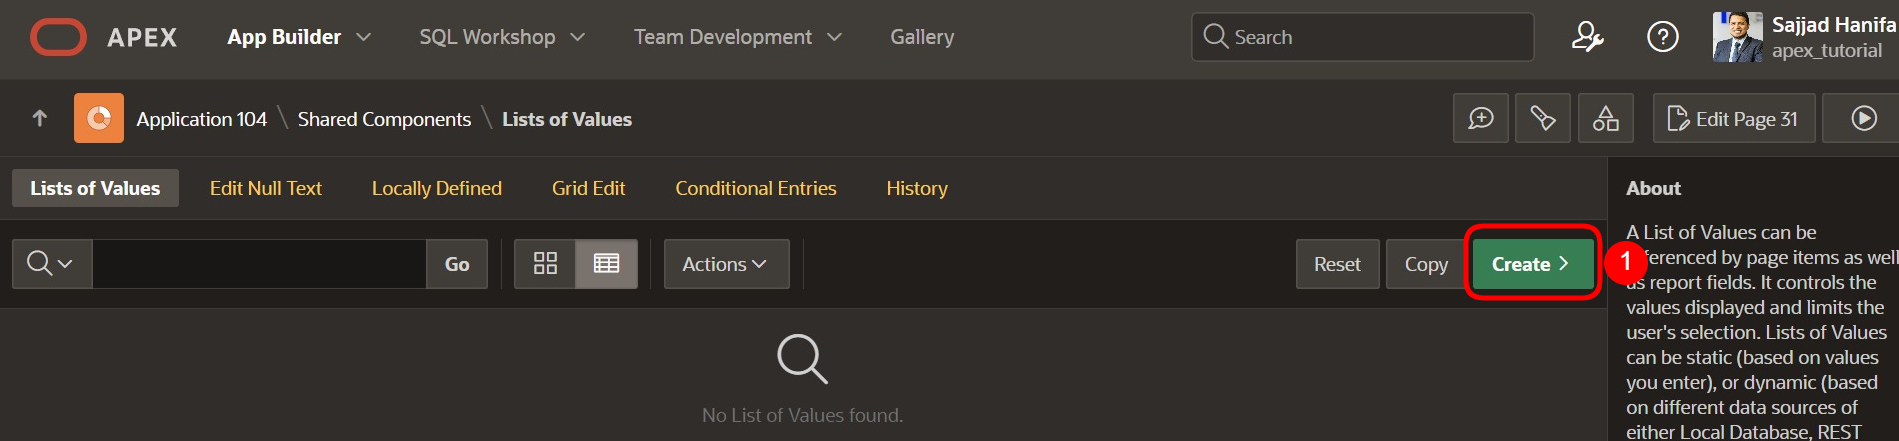 APEX App Builder SQL Workshop Team Development Gallery Search Sajjad Hanifa
apex_tutorial
Application 104 \ Shared Components \ Lists of Values Edit Page 31
Lists of Values Edit Null Text Locally Defined Grid Edit Conditional Entries History
Go Actions Reset Copy Create 1
No List of Values found.
About
A List of Values can be
ferenced by page items as well
as report fields. It controls the
values displayed and limits the
user's selection. Lists of Values
can be static (based on values
you enter), or dynamic (based
on different data sources of
either Local Database, REST